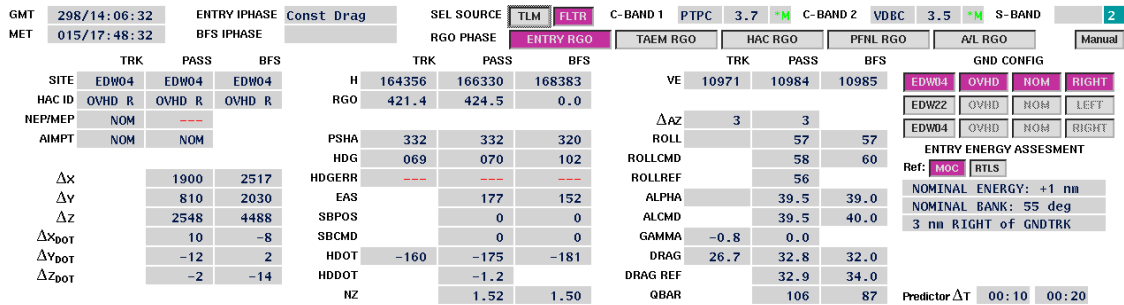 GMT 298/14:06:32 ENTRY IPHASE Const Drag SEL SOURCE TLM FLTR C-BAND 1 PTPC 3.7 *M C-BAND 2 VDBC 3.5 *M S-BAND 2
MET 015/17:48:32 BFS IPHASE RGO PHASE ENTRY RGO TAEM RGO HAC RGO PFNL RGO A/L RGO Manual
TRK PASS BFS
SITE EDW04 EDW04 EDW04
HAC ID OVHD R OVHD R OVHD R
NEP/MEP NOM ---
AIMPT NOM NOM
ΔX 1900 2517
ΔY 810 2030
ΔZ 2548 4488
ΔXDOT 10 -8
ΔYDOT -12 2
ΔZDOT -2 -14
TRK PASS BFS
H 164356 166330 168383
RGO 421.4 424.5 0.0
PSHA 332 332 320
HDG 069 070 102
HDGERR --- --- ---
EAS 177 152
SBPOS 0 0
SBCMD 0 0
HDOT -160 -175 -181
HDDOT -1.2
NZ 1.52 1.50
TRK PASS BFS
VE 10971 10984 10985
ΔAZ 3 3
ROLL 57 57
ROLLCMD 58 60
ROLLREF 56
ALPHA 39.5 39.0
ALCMD 39.5 40.0
GAMMA -0.8 0.0
DRAG 26.7 32.8 32.0
DRAG REF 32.9 34.0
QBAR 106 87
GND CONFIG
EDW04 OVHD NOM RIGHT
EDW22 OVHD NOM LEFT
EDW04 OVHD NOM RIGHT
ENTRY ENERGY ASSESMENT
Ref: MOC RTLS
NOMINAL ENERGY: +1 nm
NOMINAL BANK: 55 deg
3 nm RIGHT of GNDTRK
Predictor ΔT 00:10 00:20